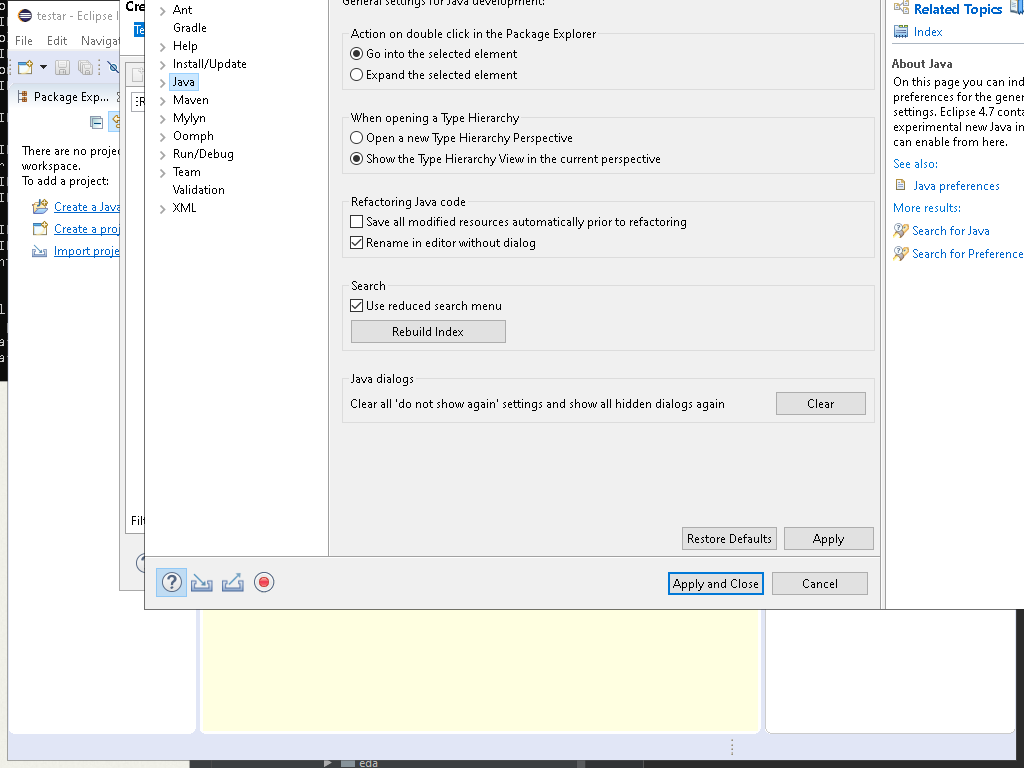 General settings for Java development:
testar - Eclipse
File Edit Navigat
Package Exp...
There are no projec
workspace.
To add a project:
Create a Java
Create a proj
Import proje
Cre
Te
Filt
Ant
Gradle
Help
Install/Update
Java
Maven
Mylyn
Oomph
Run/Debug
Team
Validation
XML
Action on double click in the Package Explorer
Go into the selected element
Expand the selected element
When opening a Type Hierarchy
Open a new Type Hierarchy Perspective
Show the Type Hierarchy View in the current perspective
Refactoring Java code
Save all modified resources automatically prior to refactoring
Rename in editor without dialog
Search
Use reduced search menu
Rebuild Index
Java dialogs
Clear all 'do not show again' settings and show all hidden dialogs again
Clear
Restore Defaults
Apply
Apply and Close
Cancel
Related Topics
Index
About Java
On this page you can ind
preferences for the gener
settings. Eclipse 4.7 conta
experimental new Java in
can enable from here.
See also:
Java preferences
More results:
Search for Java
Search for Preference
eda